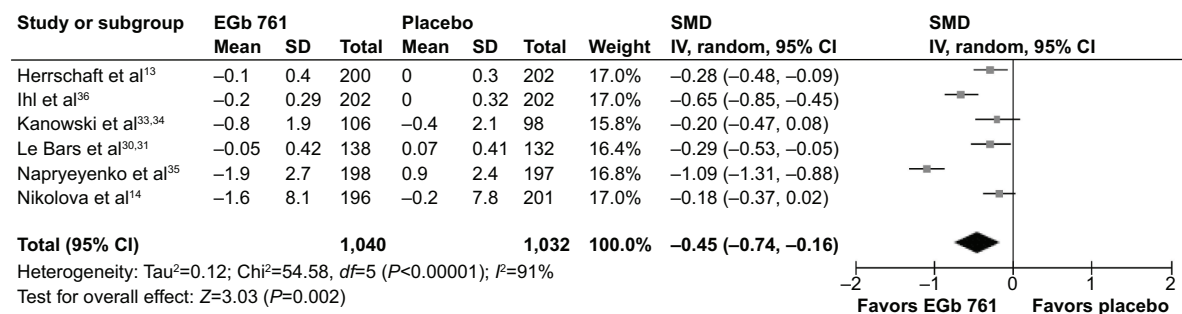 Study or subgroup EGb 761 Placebo SMD SMD
Mean SD Total Mean SD Total Weight IV, random, 95% CI IV, random, 95% CI
Herrschaft et al¹³ –0.1 0.4 200 0 0.3 202 17.0% –0.28 (–0.48, –0.09)
Ihl et al³⁶ –0.2 0.29 202 0 0.32 202 17.0% –0.65 (–0.85, –0.45)
Kanowski et al³³,³⁴ –0.8 1.9 106 –0.4 2.1 98 15.8% –0.20 (–0.47, 0.08)
Le Bars et al³⁰,³¹ –0.05 0.42 138 0.07 0.41 132 16.4% –0.29 (–0.53, –0.05)
Napryeyenko et al³⁵ –1.9 2.7 198 0.9 2.4 197 16.8% –1.09 (–1.31, –0.88)
Nikolova et al¹⁴ –1.6 8.1 196 –0.2 7.8 201 17.0% –0.18 (–0.37, 0.02)
Total (95% CI) 1,040 1,032 100.0% –0.45 (–0.74, –0.16)
Heterogeneity: Tau²=0.12; Chi²=54.58, df=5 (P<0.00001); I²=91%
Test for overall effect: Z=3.03 (P=0.002)
–2 –1 0 1 2
Favors EGb 761 Favors placebo